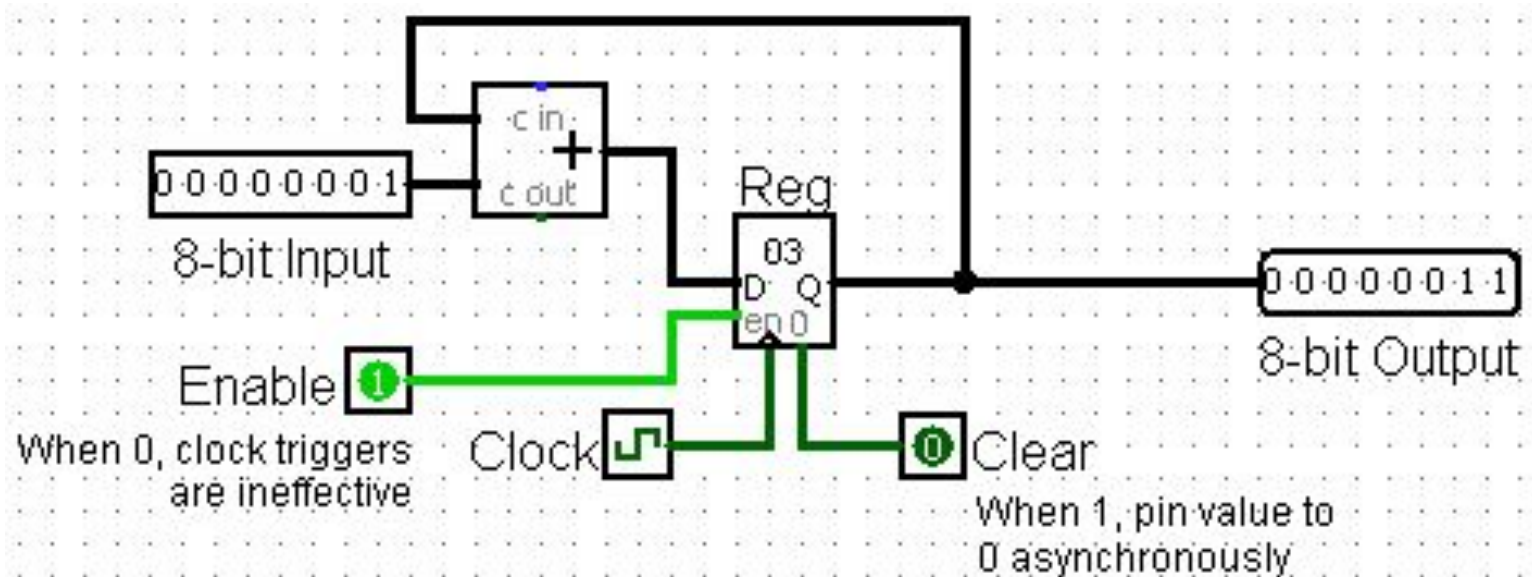 c in
+
0 0 0 0 0 0 0 1
c out
8-bit Input
Reg
03
D Q
en 0
0 0 0 0 0 0 1 1
8-bit Output
Enable 1
When 0, clock triggers
are ineffective
Clock
0 Clear
When 1, pin value to
0 asynchronously